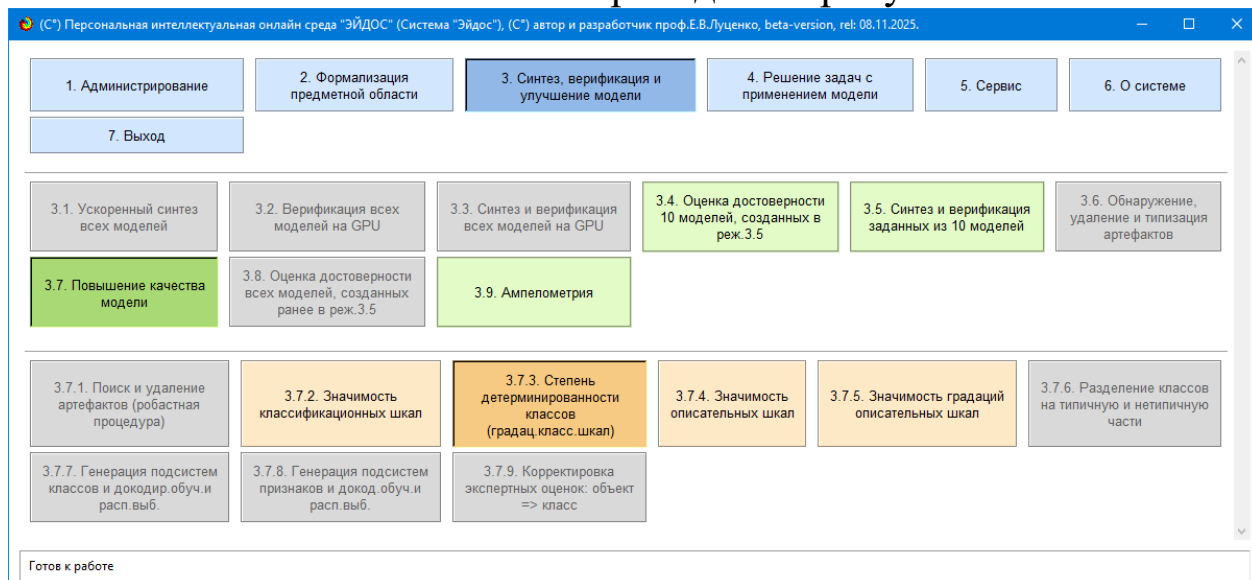 (C°) Персональная интеллектуальная онлайн среда "ЭЙДОС" (Система "Эйдос"), (C°) автор и разработчик проф.Е.В.Луценко, beta-version, rel: 08.11.2025.
1. Администрирование
2. Формализация
предметной области
3. Синтез, верификация и
улучшение модели
4. Решение задач с
применением модели
5. Сервис
6. О системе
7. Выход
3.1. Ускоренный синтез
всех моделей
3.2. Верификация всех
моделей на GPU
3.3. Синтез и верификация
всех моделей на GPU
3.4. Оценка достоверности
10 моделей, созданных в
реж.3.5
3.5. Синтез и верификация
заданных из 10 моделей
3.6. Обнаружение,
удаление и типизация
артефактов
3.7. Повышение качества
модели
3.8. Оценка достоверности
всех моделей, созданных
ранее в реж.3.5
3.9. Ампелометрия
3.7.1. Поиск и удаление
артефактов (робастная
процедура)
3.7.2. Значимость
классификационных шкал
3.7.3. Степень
детерминированности
классов
(градац.класс.шкал)
3.7.4. Значимость
описательных шкал
3.7.5. Значимость градаций
описательных шкал
3.7.6. Разделение классов
на типичную и нетипичную
части
3.7.7. Генерация подсистем
классов и докодир.обуч.и
расп.выб.
3.7.8. Генерация подсистем
признаков и докод.обуч.и
расп.выб.
3.7.9. Корректировка
экспертных оценок: объект
=> класс
Готов к работе